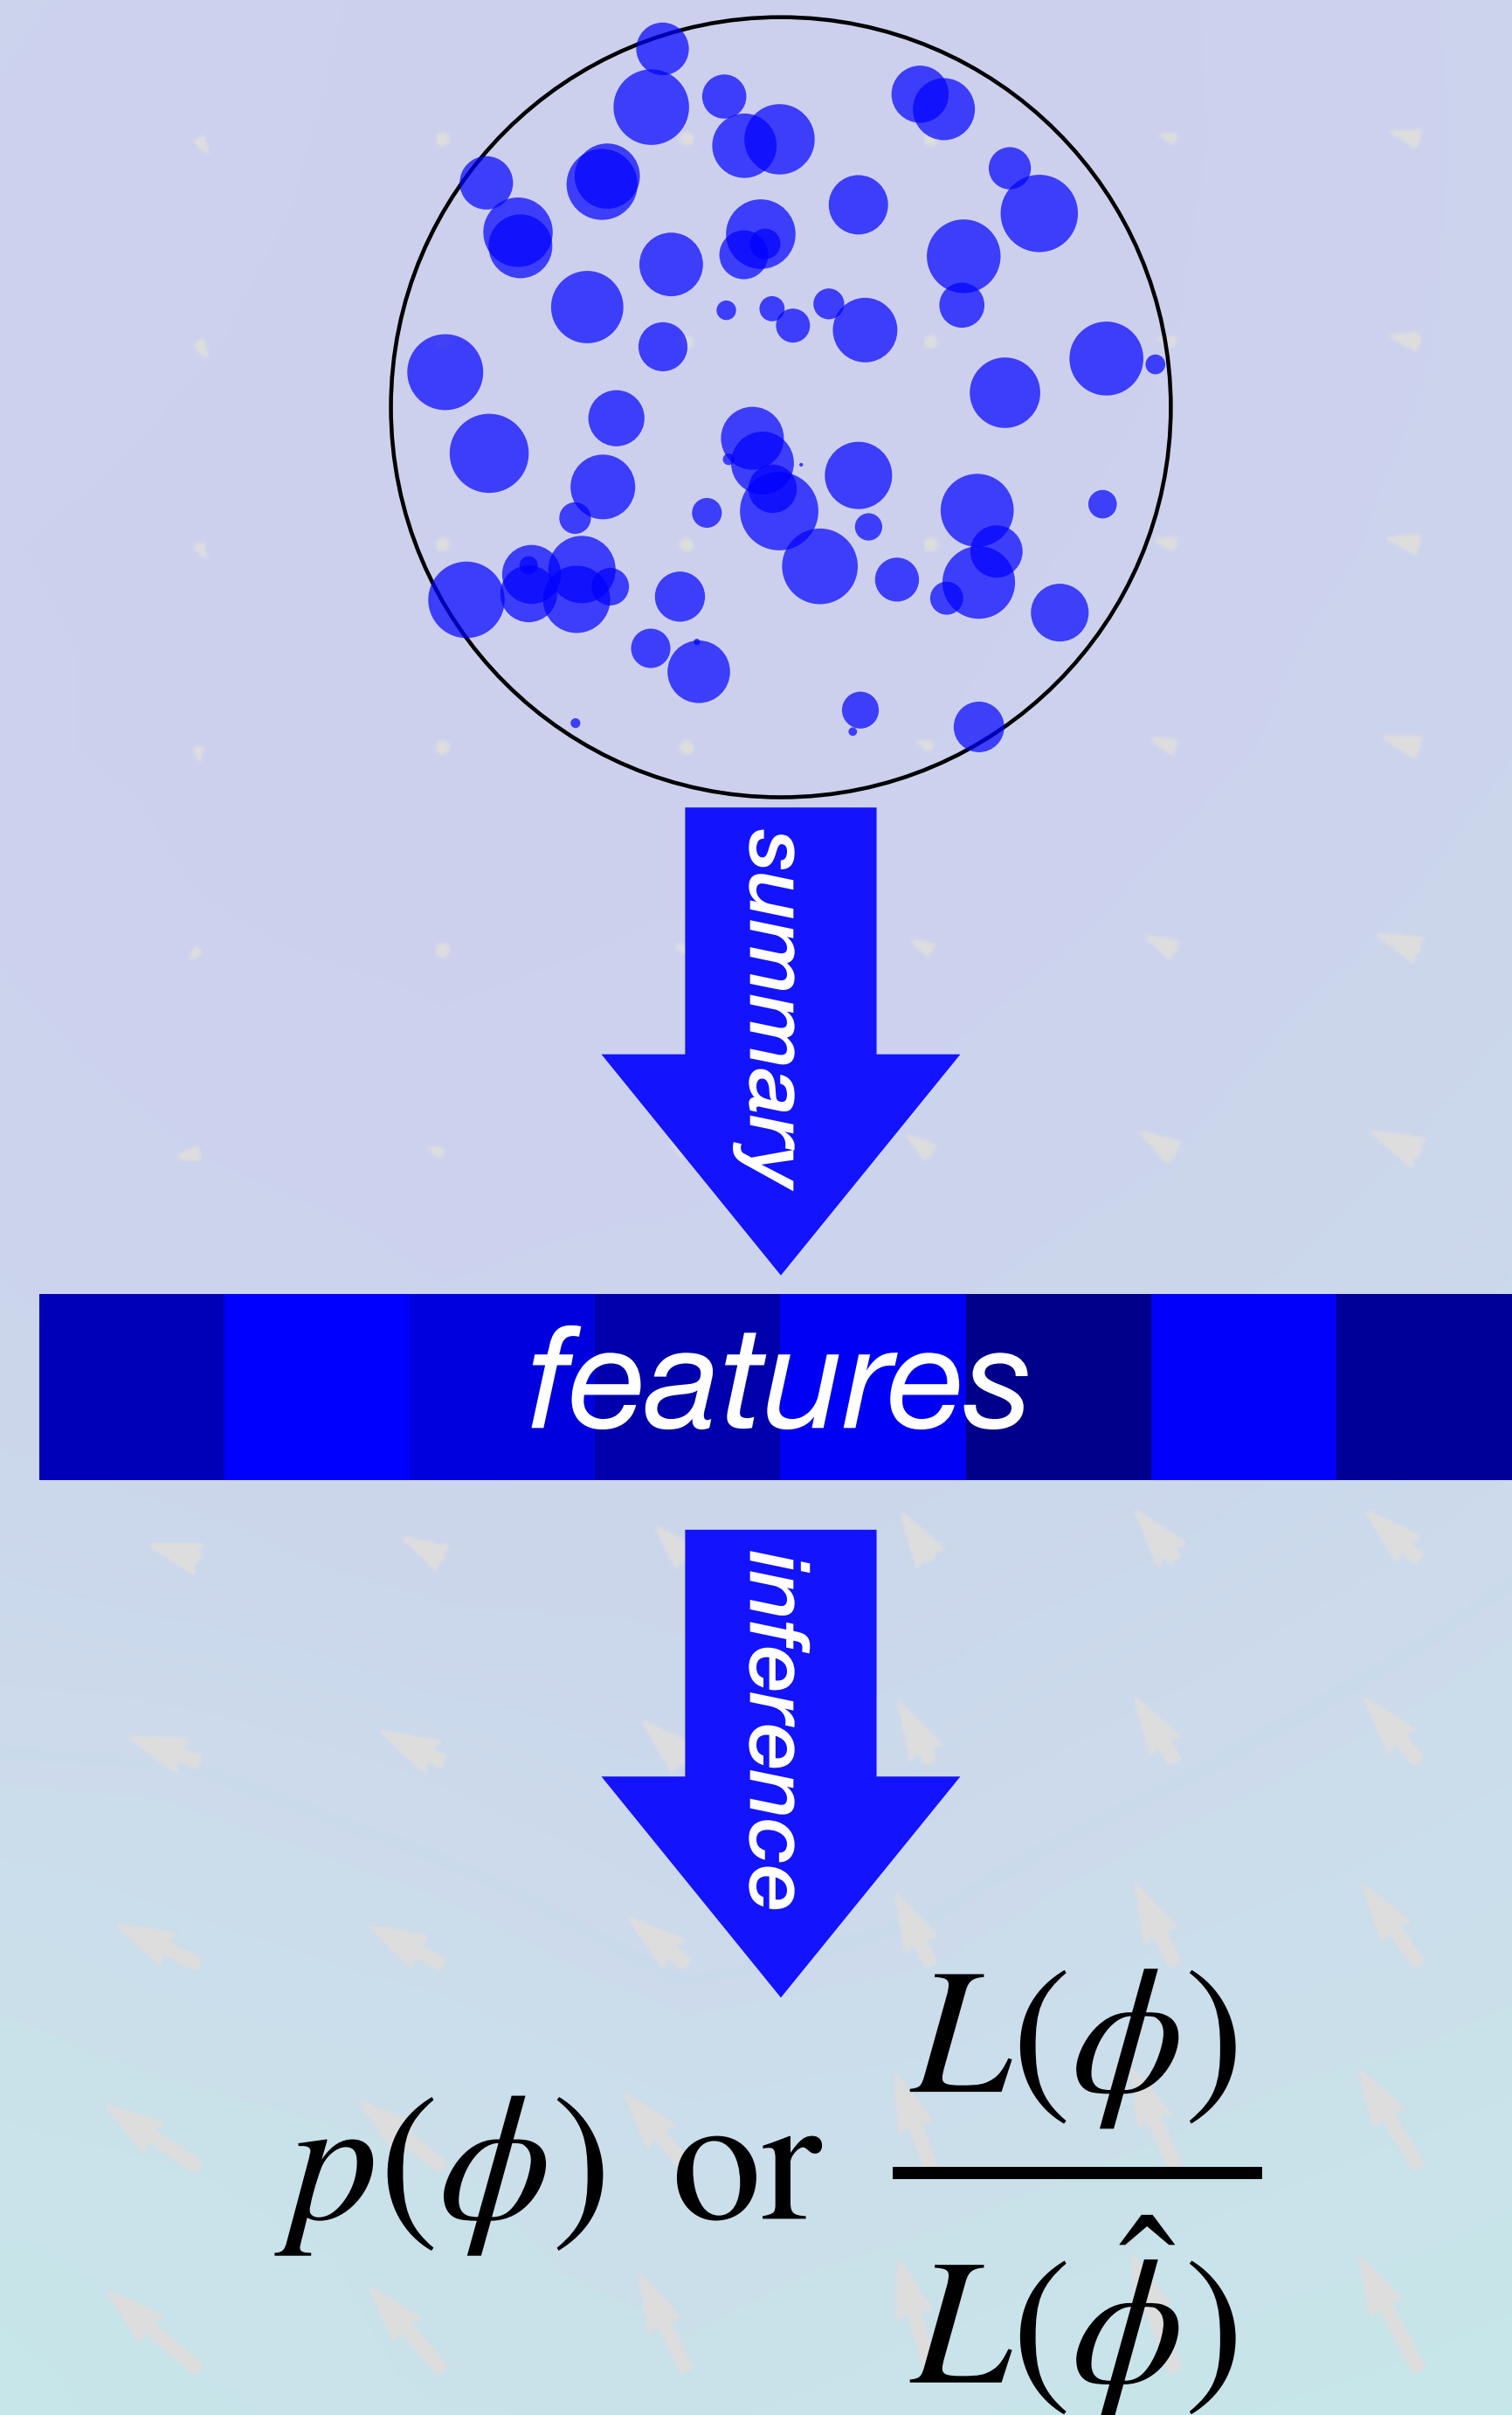 summary
features
inference
p(ϕ) or L(ϕ) / L(ϕ̂)